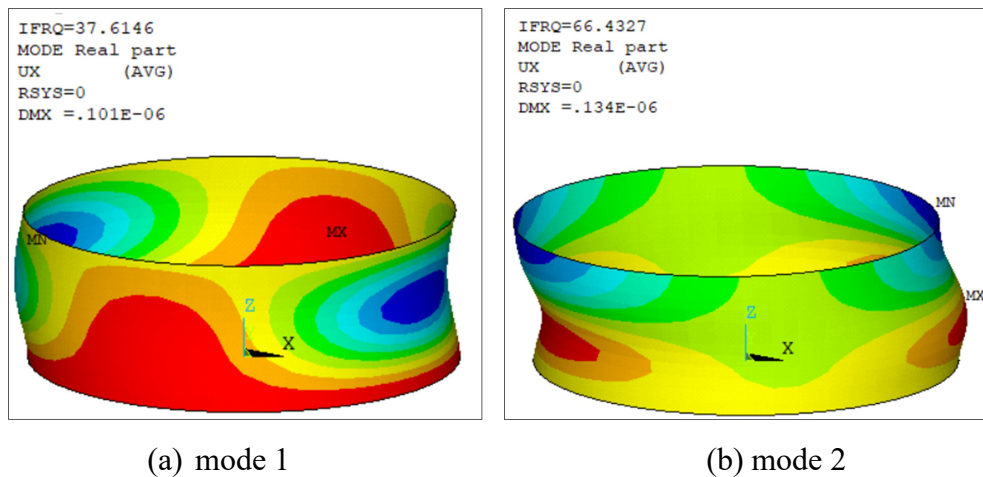 IFRQ=37.6146
MODE Real part
UX (AVG)
RSYS=0
DMX =.101E-06
MN
MX
Z
X
(a) mode 1
IFRQ=66.4327
MODE Real part
UX (AVG)
RSYS=0
DMX =.134E-06
MN
MX
Z
X
(b) mode 2